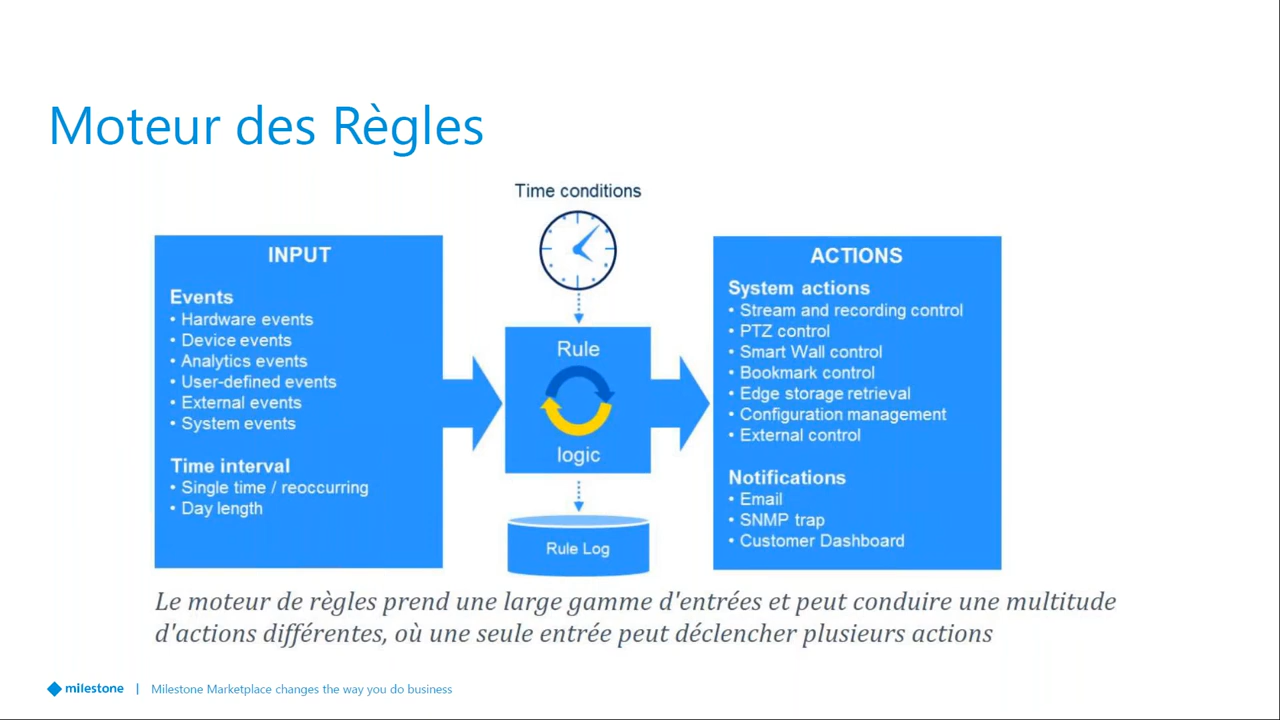 Moteur des Règles
Time conditions
INPUT
Events
• Hardware events
• Device events
• Analytics events
• User-defined events
• External events
• System events
Time interval
• Single time / reoccurring
• Day length
Rule
logic
Rule Log
ACTIONS
System actions
• Stream and recording control
• PTZ control
• Smart Wall control
• Bookmark control
• Edge storage retrieval
• Configuration management
• External control
Notifications
• Email
• SNMP trap
• Customer Dashboard
Le moteur de règles prend une large gamme d'entrées et peut conduire une multitude
d'actions différentes, où une seule entrée peut déclencher plusieurs actions
milestone | Milestone Marketplace changes the way you do business